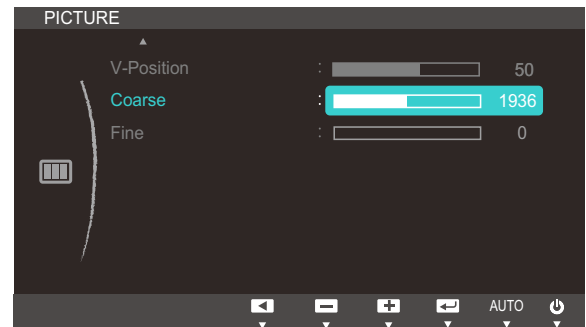 PICTURE
V-Position : 50
Coarse : 1936
Fine : 0
AUTO